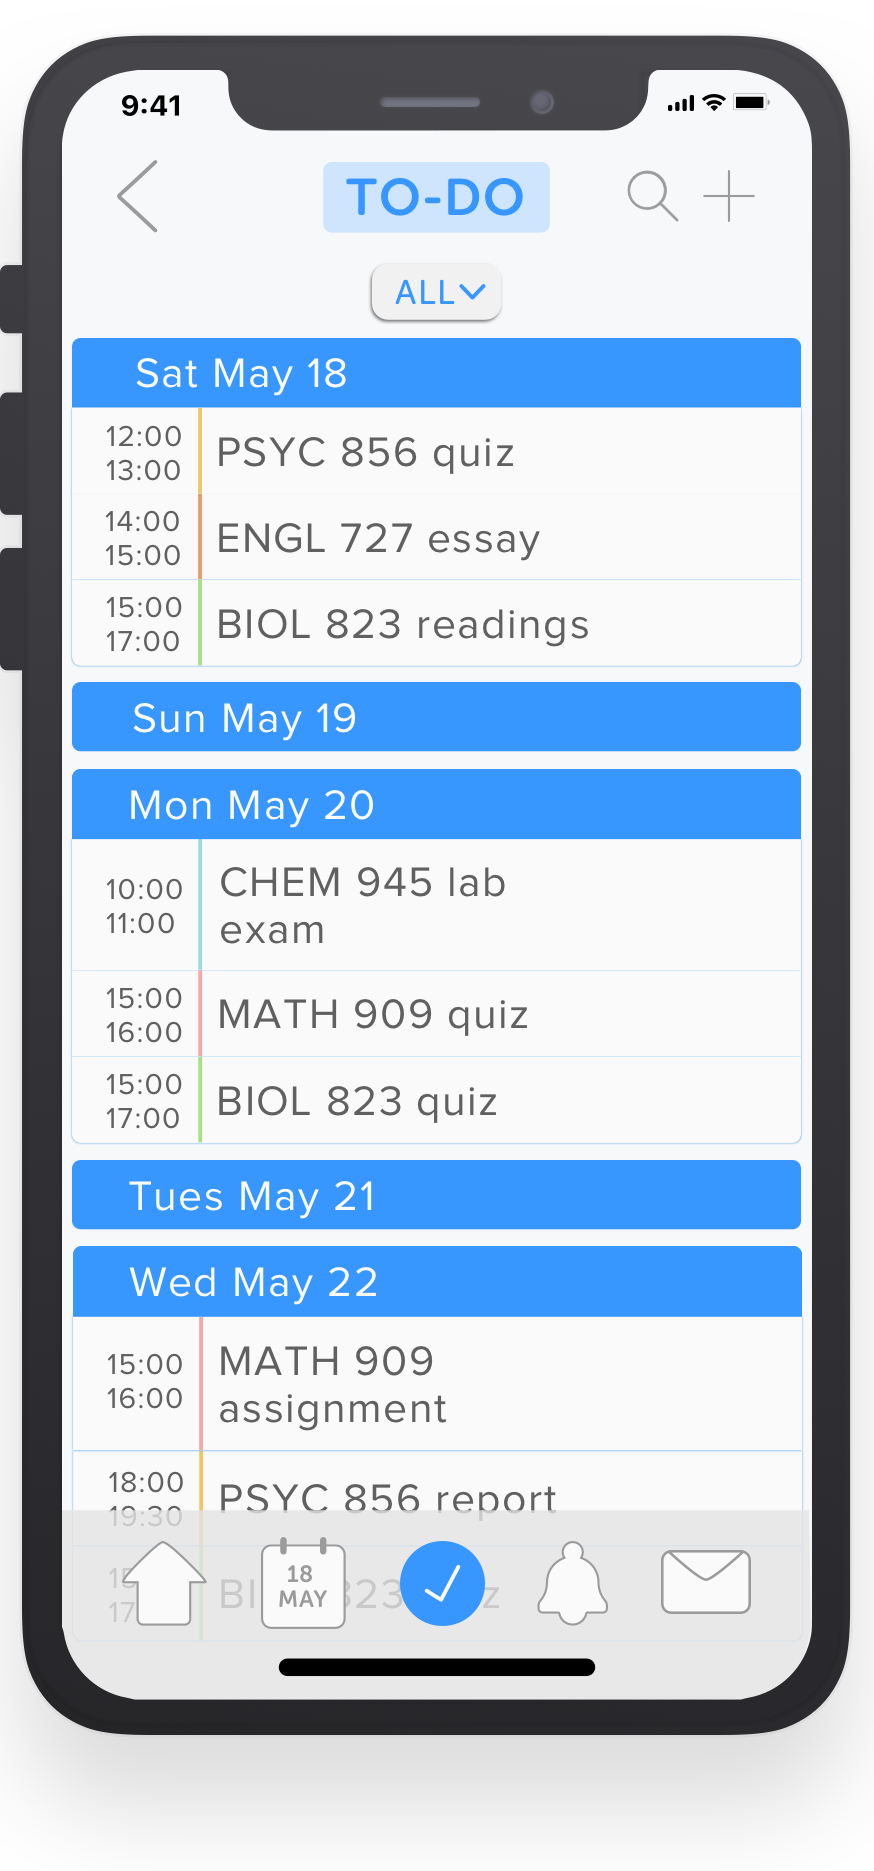 9:41
TO-DO
ALL
Sat May 18
12:00
13:00
PSYC 856 quiz
14:00
15:00
ENGL 727 essay
15:00
17:00
BIOL 823 readings
Sun May 19
Mon May 20
10:00
11:00
CHEM 945 lab
exam
15:00
16:00
MATH 909 quiz
15:00
17:00
BIOL 823 quiz
Tues May 21
Wed May 22
15:00
16:00
MATH 909
assignment
18:00
19:30
PSYC 856 report
823
18
MAY